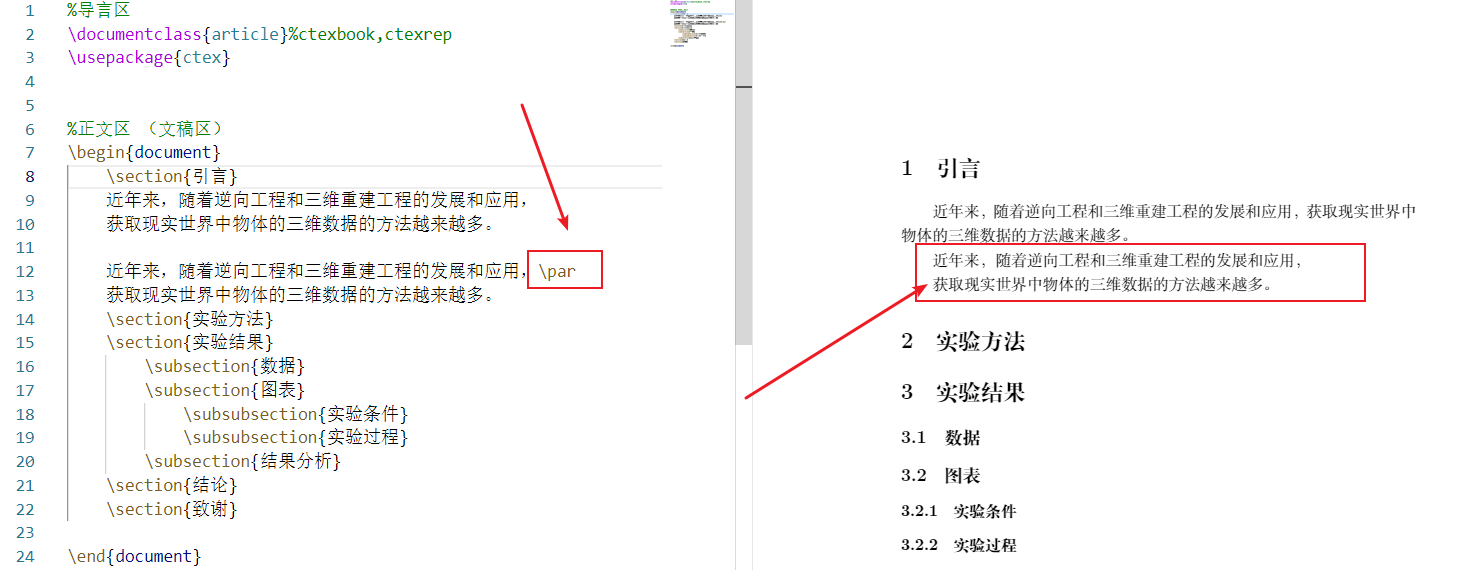 1 %导言区
2 \documentclass{article}%ctexbook,ctexrep
3 \usepackage{ctex}
4
5
6 %正文区 （文稿区）
7 \begin{document}
8 \section{引言}
9 近年来，随着逆向工程和三维重建工程的发展和应用，
10 获取现实世界中物体的三维数据的方法越来越多。
11
12 近年来，随着逆向工程和三维重建工程的发展和应用，\par
13 获取现实世界中物体的三维数据的方法越来越多。
14 \section{实验方法}
15 \section{实验结果}
16 \subsection{数据}
17 \subsection{图表}
18 \subsubsection{实验条件}
19 \subsubsection{实验过程}
20 \subsection{结果分析}
21 \section{结论}
22 \section{致谢}
23
24 \end{document}
1 引言
近年来，随着逆向工程和三维重建工程的发展和应用，获取现实世界中
物体的三维数据的方法越来越多。
近年来，随着逆向工程和三维重建工程的发展和应用，
获取现实世界中物体的三维数据的方法越来越多。
2 实验方法
3 实验结果
3.1 数据
3.2 图表
3.2.1 实验条件
3.2.2 实验过程